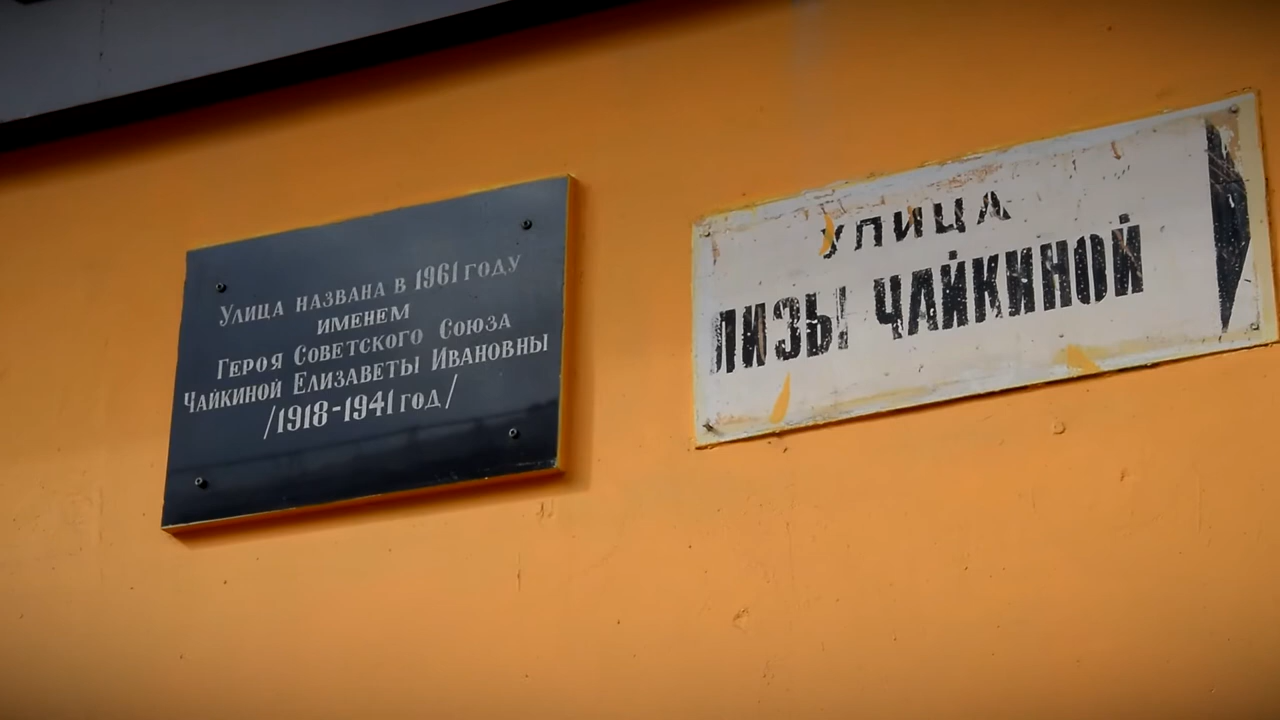 Улица названа в 1961 году
именем
Героя Советского Союза
Чайкиной Елизаветы Ивановны
/1918-1941 год/
УЛИЦА
ЛИЗЫ ЧАЙКИНОЙ